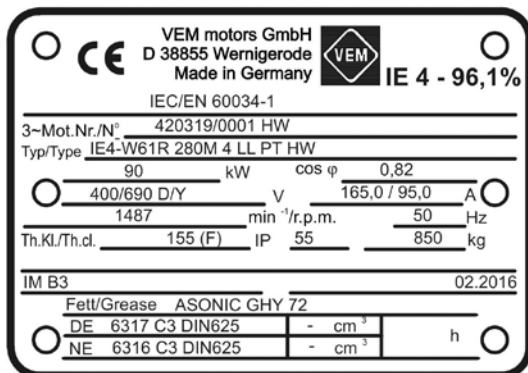 VEM motors GmbH
D 38855 Wernigerode
Made in Germany
CE
VEM
IE 4 - 96,1%
IEC/EN 60034-1
3~Mot.Nr./N° 420319/0001 HW
Typ/Type IE4-W61R 280M 4 LL PT HW
90 kW cos φ 0,82
400/690 D/Y V 165,0 / 95,0 A
1487 min⁻¹/r.p.m. 50 Hz
Th.Kl./Th.cl. 155 (F) IP 55 850 kg
IM B3 02.2016
Fett/Grease ASONIC GHY 72
DE 6317 C3 DIN625 - cm³
NE 6316 C3 DIN625 - cm³ h